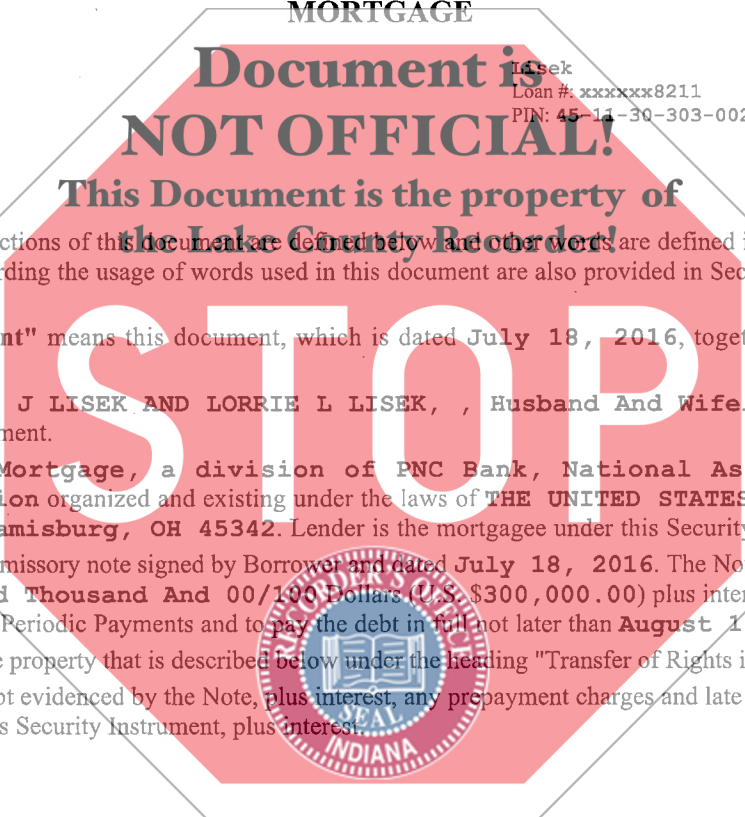 MORTGAGE
Document is
Lisek
Loan #: xxxxxx8211
PIN: 45-11-30-303-002
NOT OFFICIAL!
This Document is the property of
the Lake County Recorder!
ctions of this document are defined below and other words are defined i
rding the usage of words used in this document are also provided in Sec
nt" means this document, which is dated July 18, 2016, toget
J LISEK AND LORRIE L LISEK, , Husband And Wife
ment.
Mortgage, a division of PNC Bank, National As
ion organized and existing under the laws of THE UNITED STATES
amisburg, OH 45342. Lender is the mortgagee under this Security
missory note signed by Borrower and dated July 18, 2016. The No
d Thousand And 00/100 Dollars (U.S. $300,000.00) plus inter
Periodic Payments and to pay the debt in full not later than August 1
e property that is described below under the heading "Transfer of Rights i
bt evidenced by the Note, plus interest, any prepayment charges and late
s Security Instrument, plus interest.
STOP
RECORDER'S OFFICE
SEAL
INDIANA